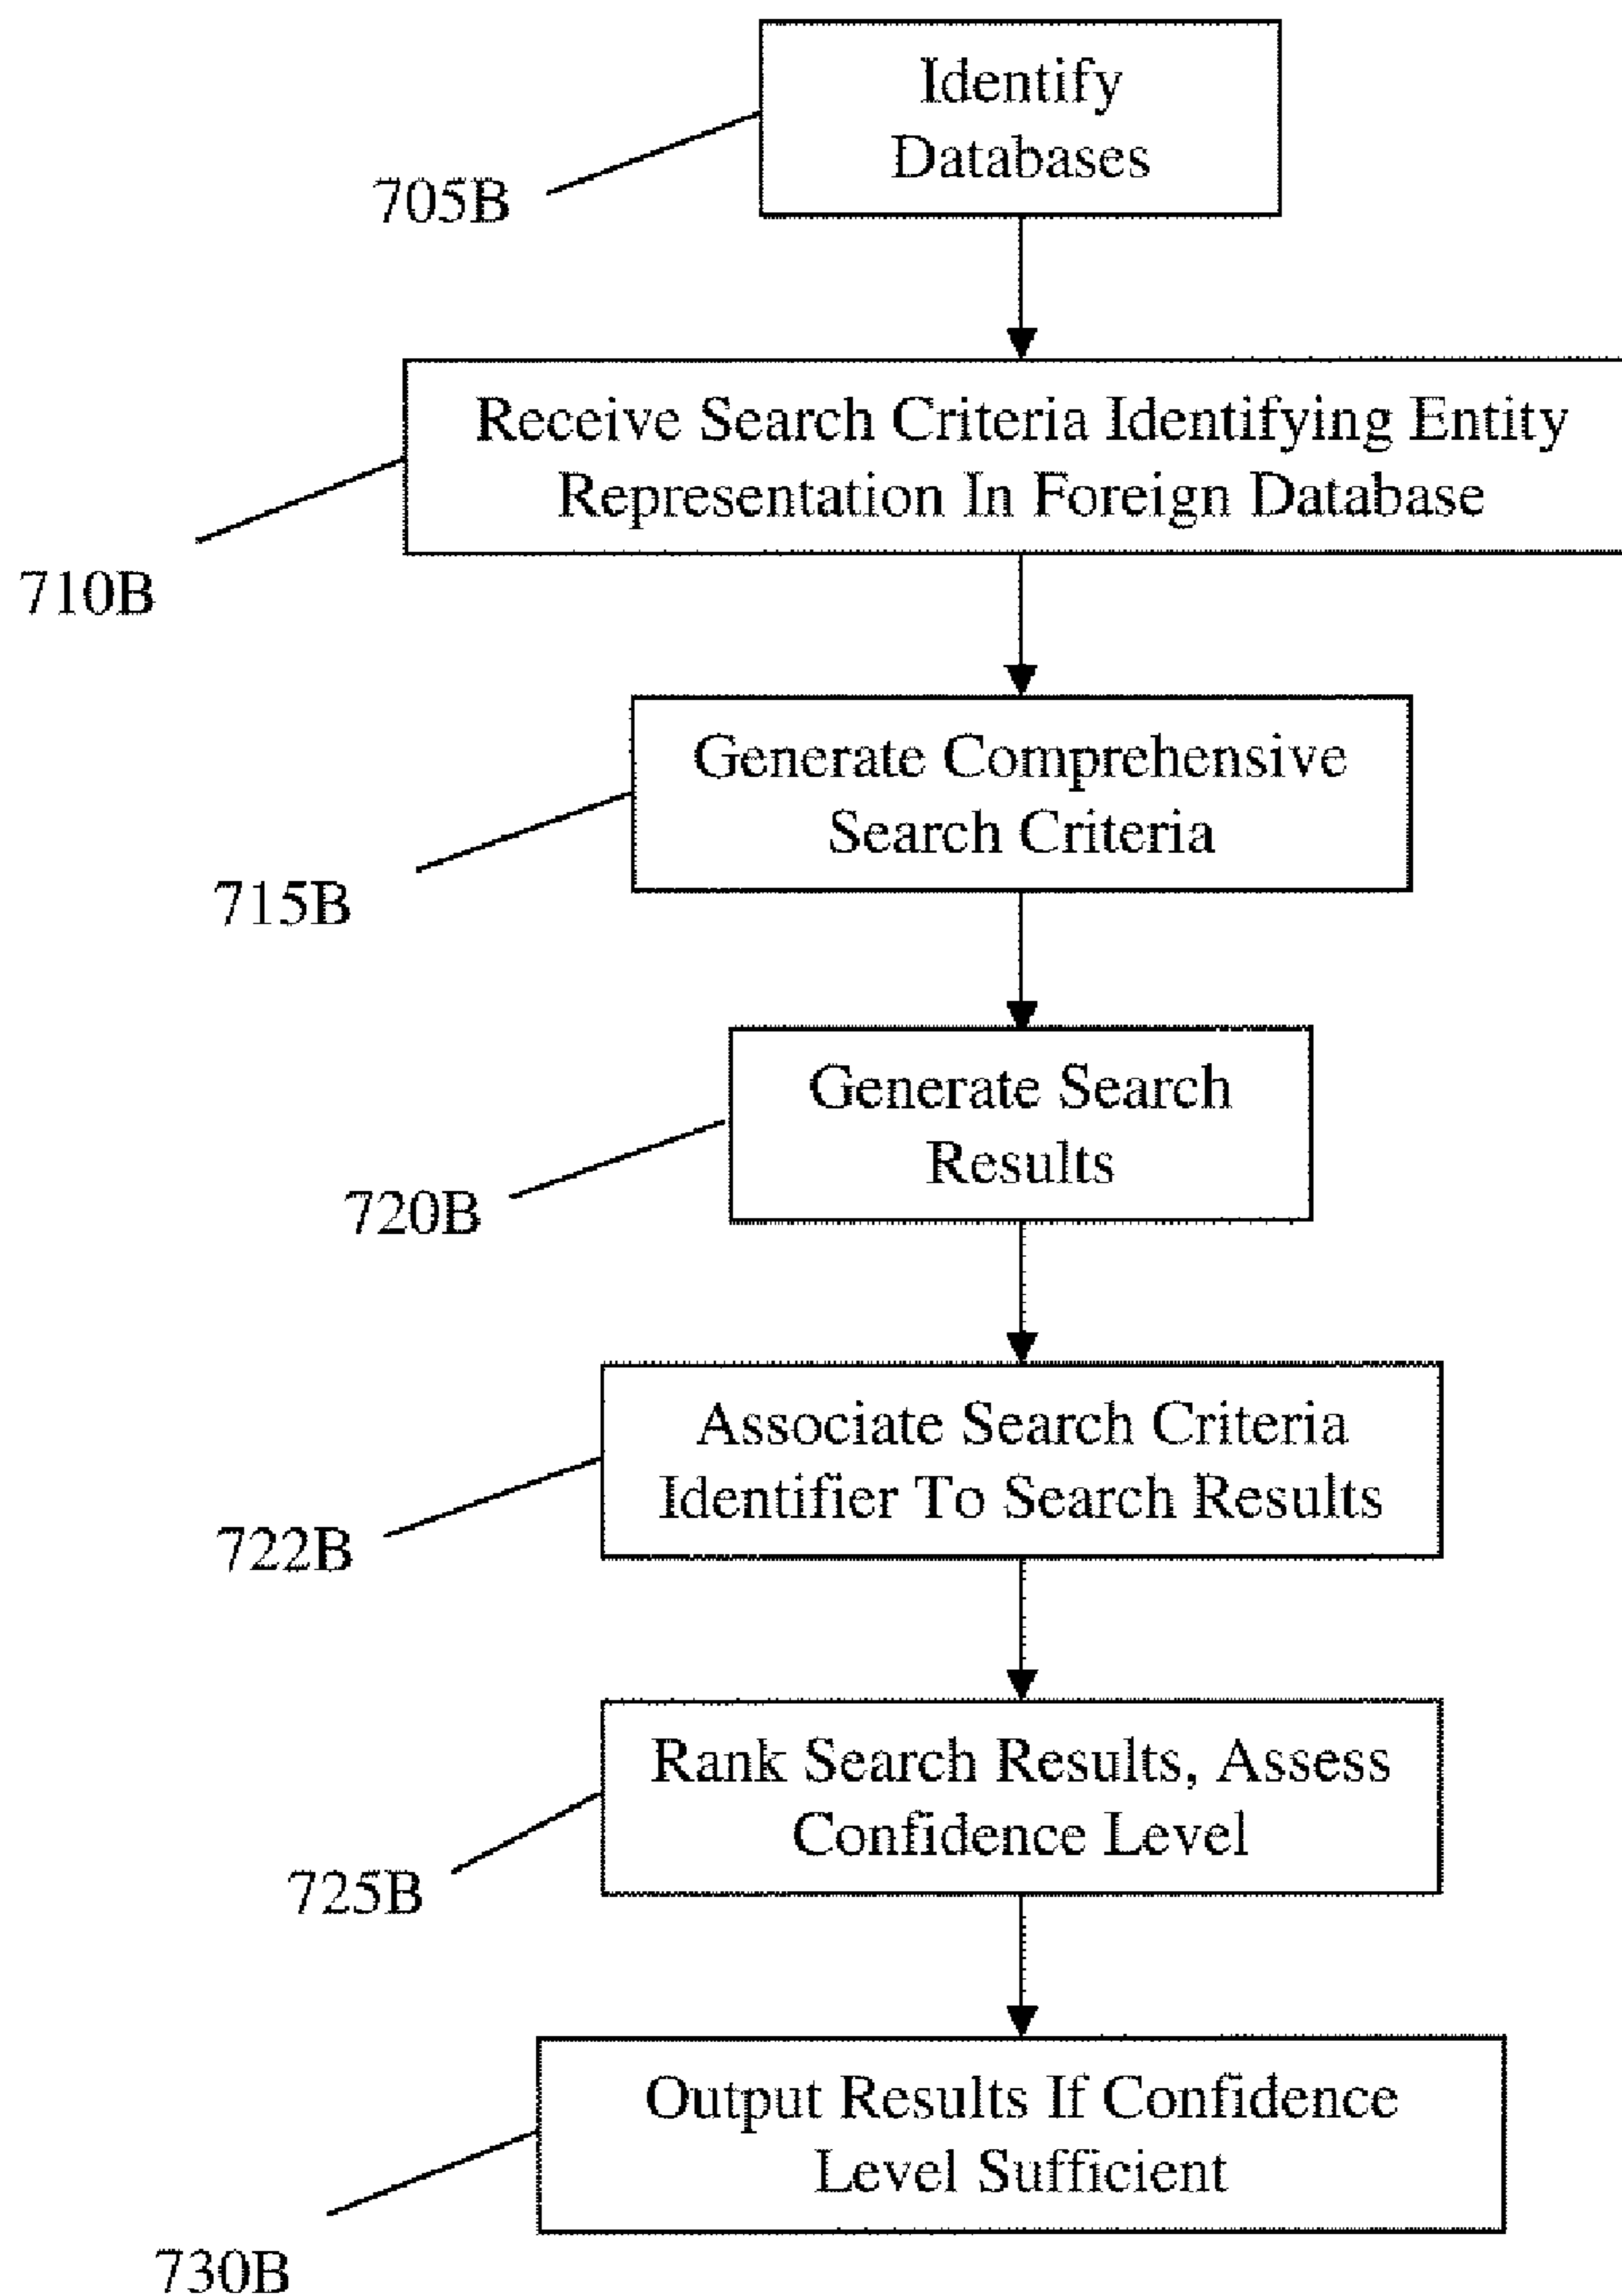 Identify
Databases
705B
Receive Search Criteria Identifying Entity
Representation In Foreign Database
710B
Generate Comprehensive
Search Criteria
715B
Generate Search
Results
720B
Associate Search Criteria
Identifier To Search Results
722B
Rank Search Results, Assess
Confidence Level
725B
Output Results If Confidence
Level Sufficient
730B